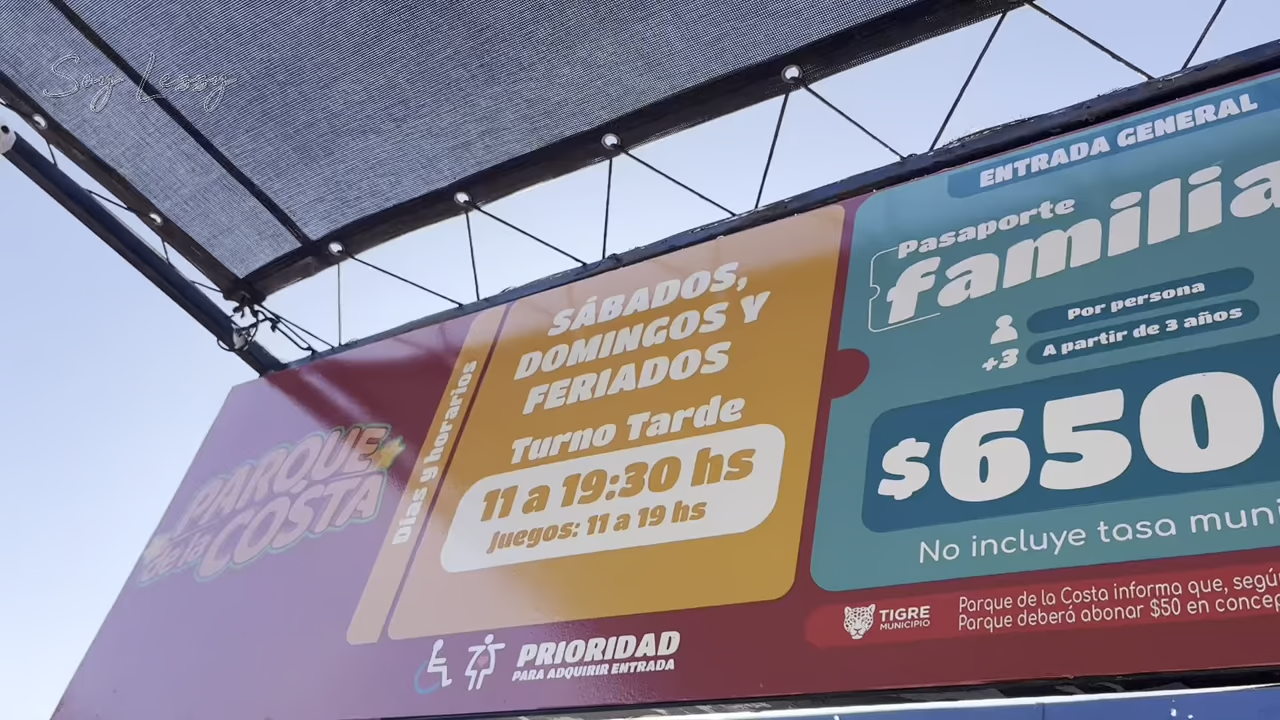 Soy Lessy
PARQUE
de la COSTA
Días y horarios
SÁBADOS,
DOMINGOS Y
FERIADOS
Turno Tarde
11 a 19:30 hs
Juegos: 11 a 19 hs
PRIORIDAD
PARA ADQUIRIR ENTRADA
ENTRADA GENERAL
Pasaporte
familia
Por persona
+3
A partir de 3 años
$650
No incluye tasa muni
TIGRE
MUNICIPIO
Parque de la Costa informa que, según
Parque deberá abonar $50 en concep